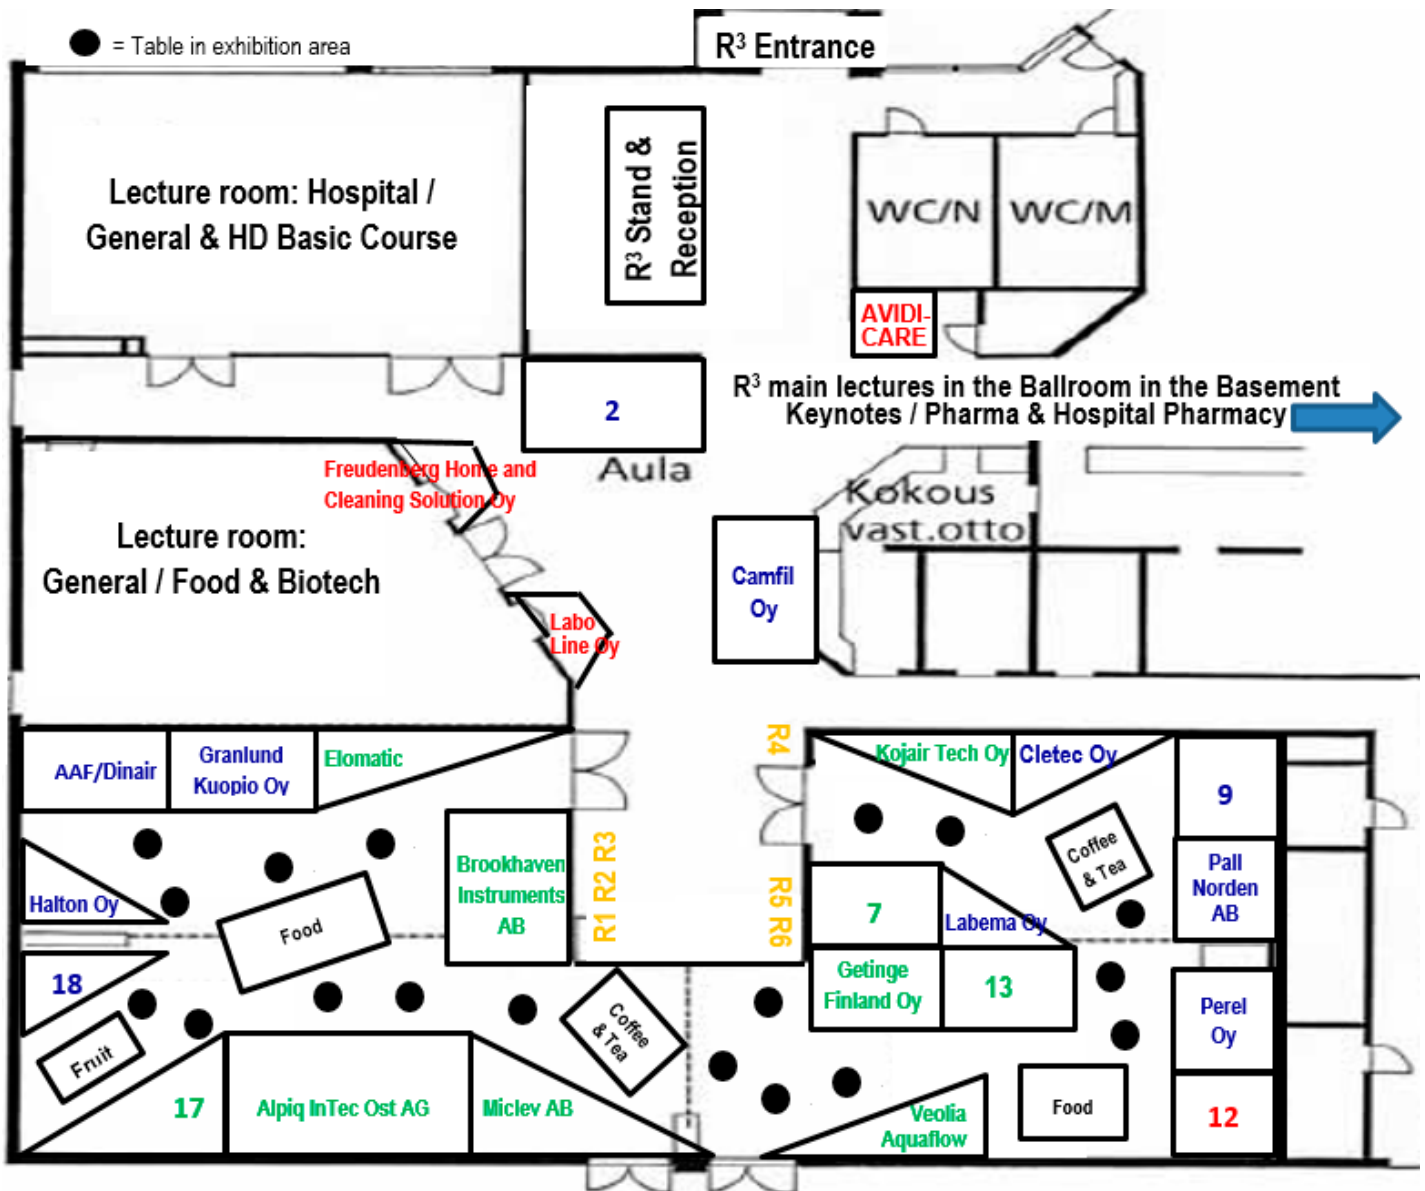 R³ Entrance
= Table in exhibition area
R³ Stand &
Reception
Lecture room: Hospital /
General & HD Basic Course
WC/N
WC/M
AVIDI-
CARE
R³ main lectures in the Ballroom in the Basement
Keynotes / Pharma & Hospital Pharmacy
2
Aula
Freudenberg Home and
Cleaning Solution Oy
Kokous
vast.otto
Lecture room:
General / Food & Biotech
Camfil
Oy
Labo
Line Oy
AAF/Dinair
Granlund
Kuopio Oy
Elomatic
R4
Kojair Tech Oy
Cletec Oy
9
Brookhaven
Instruments
AB
R1 R2 R3
R5 R6
Coffee
& Tea
Pall
Norden
AB
Halton Oy
Food
7
Labema Oy
18
Getinge
Finland Oy
13
Perel
Oy
Fruit
Coffee
& Tea
17
Alpiq InTec Ost AG
Miclev AB
Veolia
Aquaflow
Food
12